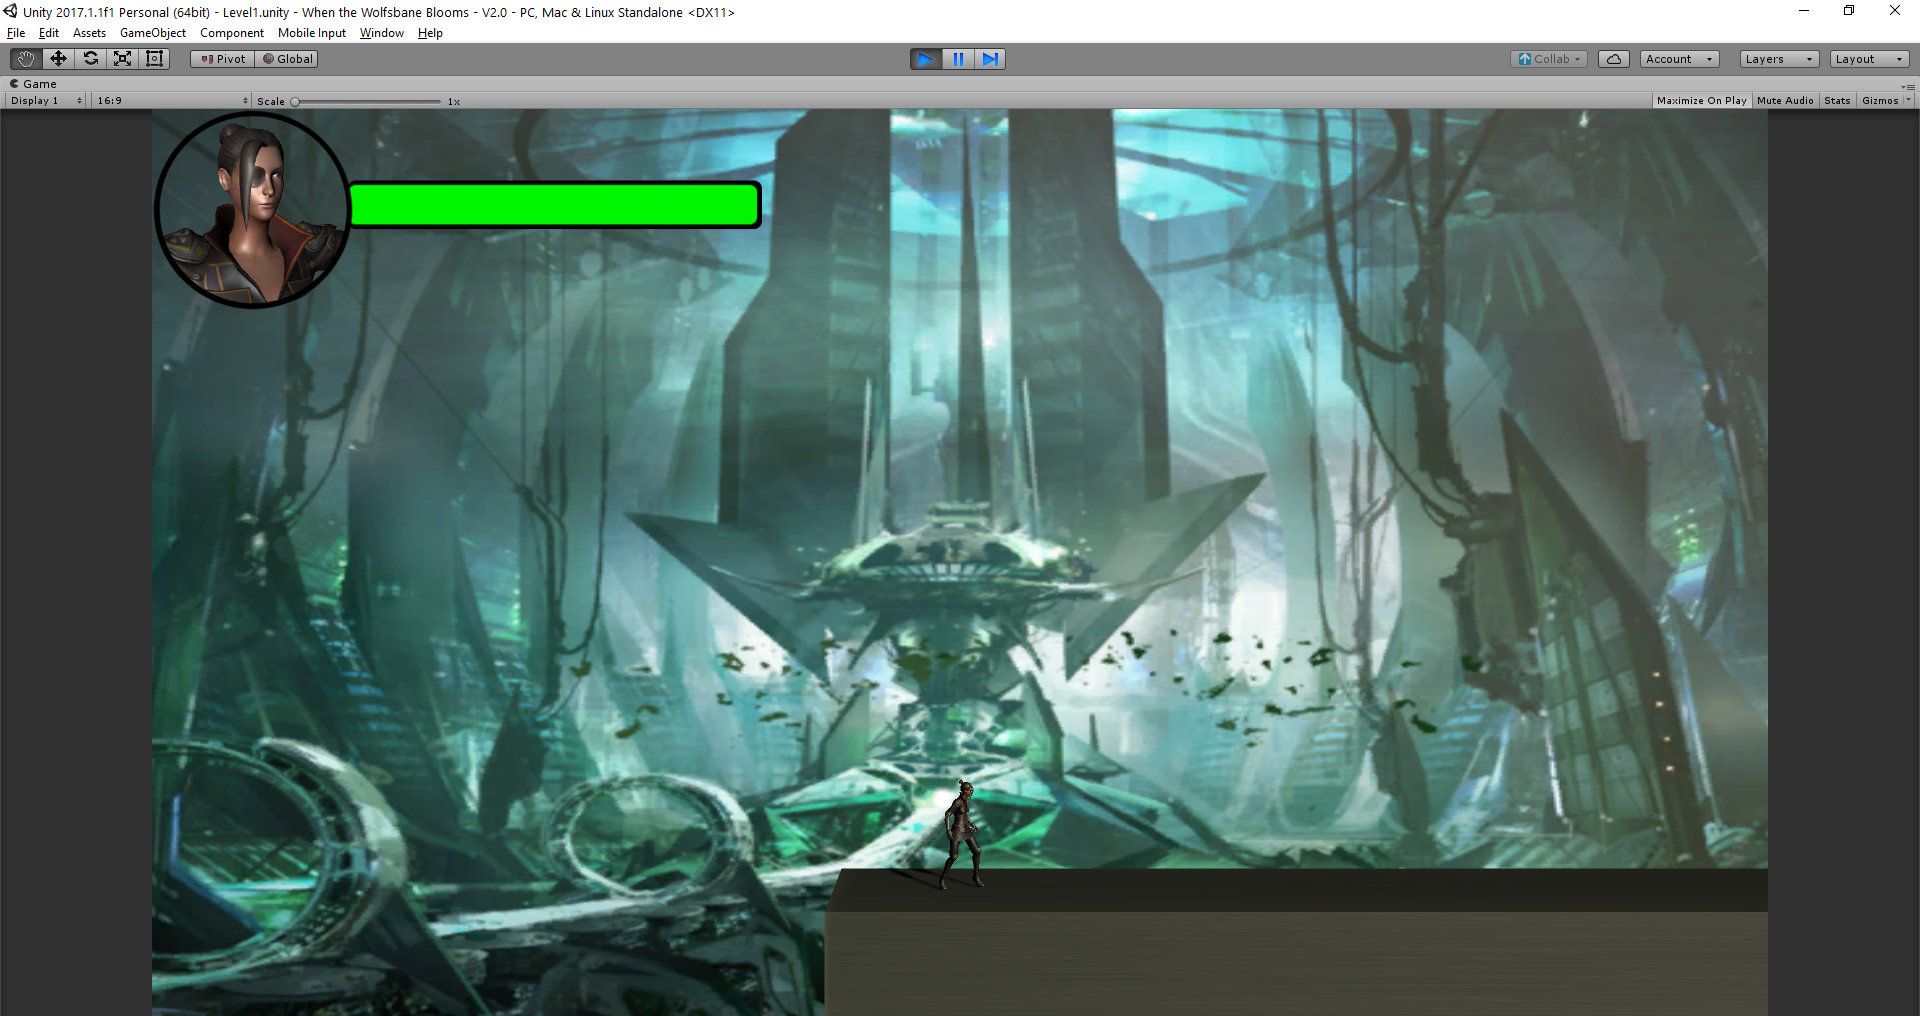 Unity 2017.1.1f1 Personal (64bit) - Level1.unity - When the Wolfsbane Blooms - V2.0 - PC, Mac & Linux Standalone <DX11>
File Edit Assets GameObject Component Mobile Input Window Help
Pivot Global Collab Account Layers Layout
Game
Display 1 16:9 Scale 1x Maximize On Play Mute Audio Stats Gizmos